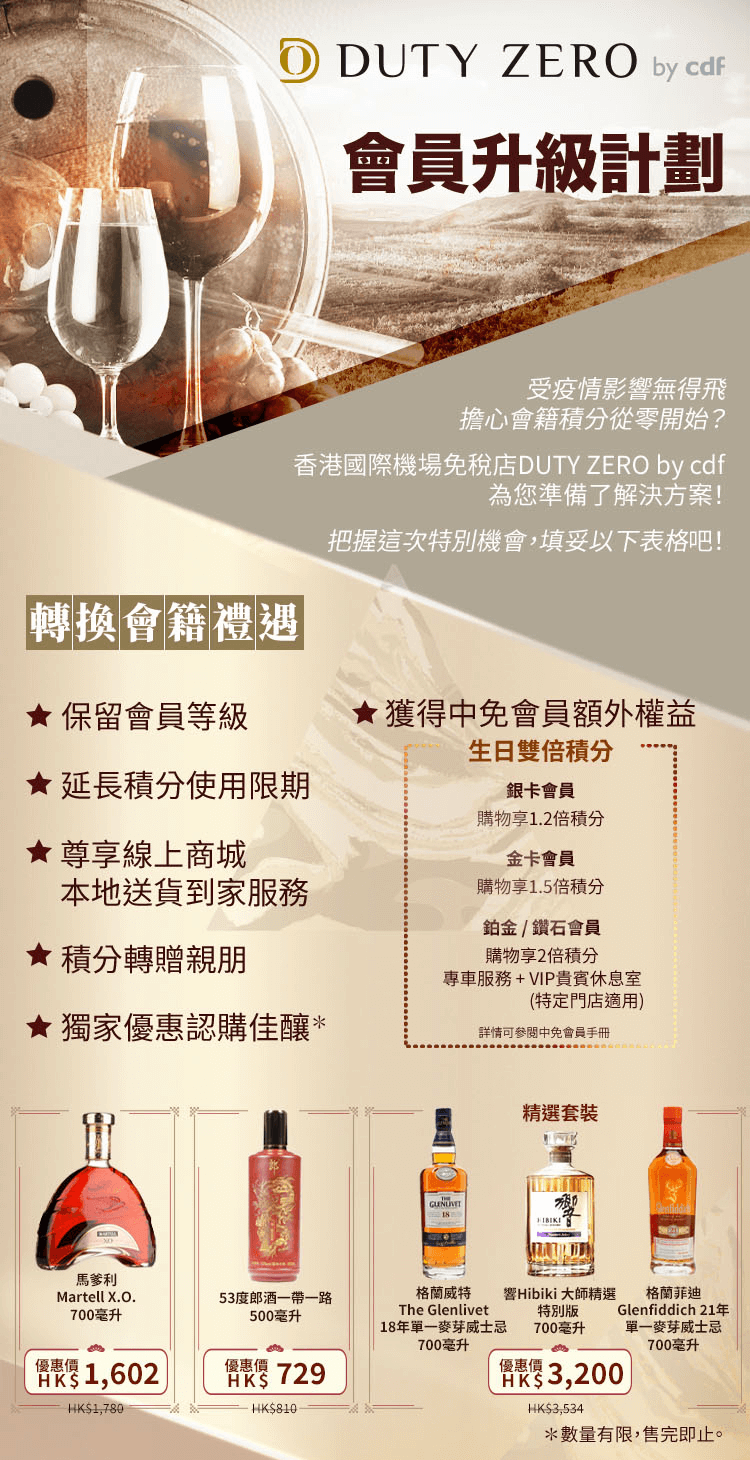 DUTY ZERO by cdf
會員升級計劃
受疫情影響無得飛
擔心會籍積分從零開始？
香港國際機場免稅店DUTY ZERO by cdf
為您準備了解決方案！
把握這次特別機會，填妥以下表格吧！
轉換會籍禮遇
★ 保留會員等級
★ 延長積分使用限期
★ 尊享線上商城
本地送貨到家服務
★ 積分轉贈親朋
★ 獨家優惠認購佳釀＊
★ 獲得中免會員額外權益
生日雙倍積分
銀卡會員
購物享1.2倍積分
金卡會員
購物享1.5倍積分
鉑金 / 鑽石會員
購物享2倍積分
專車服務 + VIP貴賓休息室
(特定門店適用)
詳情可參閱中免會員手冊
MARTELL
XO
馬爹利
Martell X.O.
700毫升
優惠價
HK$ 1,602
HK$1,780
郎
53度郎酒一帶一路
500毫升
優惠價
HK$ 729
HK$810
精選套裝
THE
GLENLIVET
18
格蘭威特
The Glenlivet
18年單一麥芽威士忌
700毫升
響
HIBIKI
響Hibiki 大師精選
特別版
700毫升
Glenfiddich
21
格蘭菲迪
Glenfiddich 21年
單一麥芽威士忌
700毫升
優惠價
HK$ 3,200
HK$3,534
＊數量有限，售完即止。